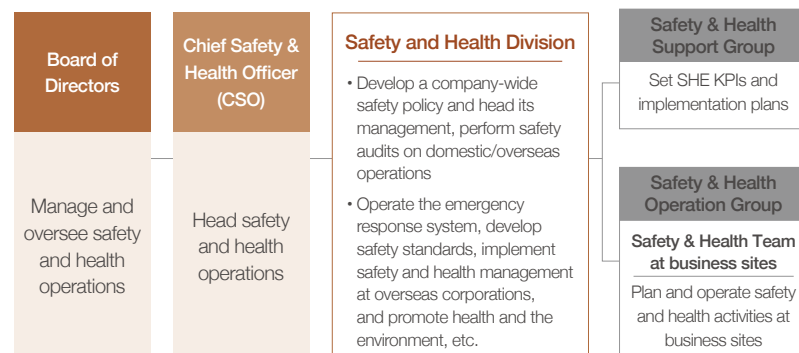 Board of
Directors
Manage and
oversee safety
and health
operations
Chief Safety &
Health Officer
(CSO)
Head safety
and health
operations
Safety and Health Division
• Develop a company-wide
safety policy and head its
management, perform safety
audits on domestic/overseas
operations
• Operate the emergency
response system, develop
safety standards, implement
safety and health management
at overseas corporations,
and promote health and the
environment, etc.
Safety & Health
Support Group
Set SHE KPIs and
implementation plans
Safety & Health
Operation Group
Safety & Health Team
at business sites
Plan and operate safety
and health activities at
business sites